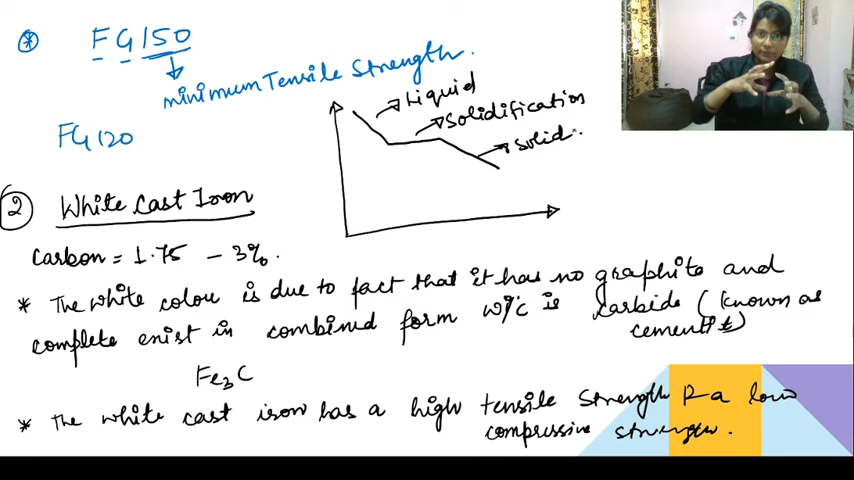 * FG150
minimum Tensile Strength.
FG120
Liquid
Solidification
Solid.
2 White Cast Iron
Carbon = 1.75 - 3%.
* The white colour is due to fact that it has no graphite and
complete exist in combined form w/c is carbide (known as
cementite)
Fe3C
* The white cast iron has a high tensile strength & a low
compressive strength.